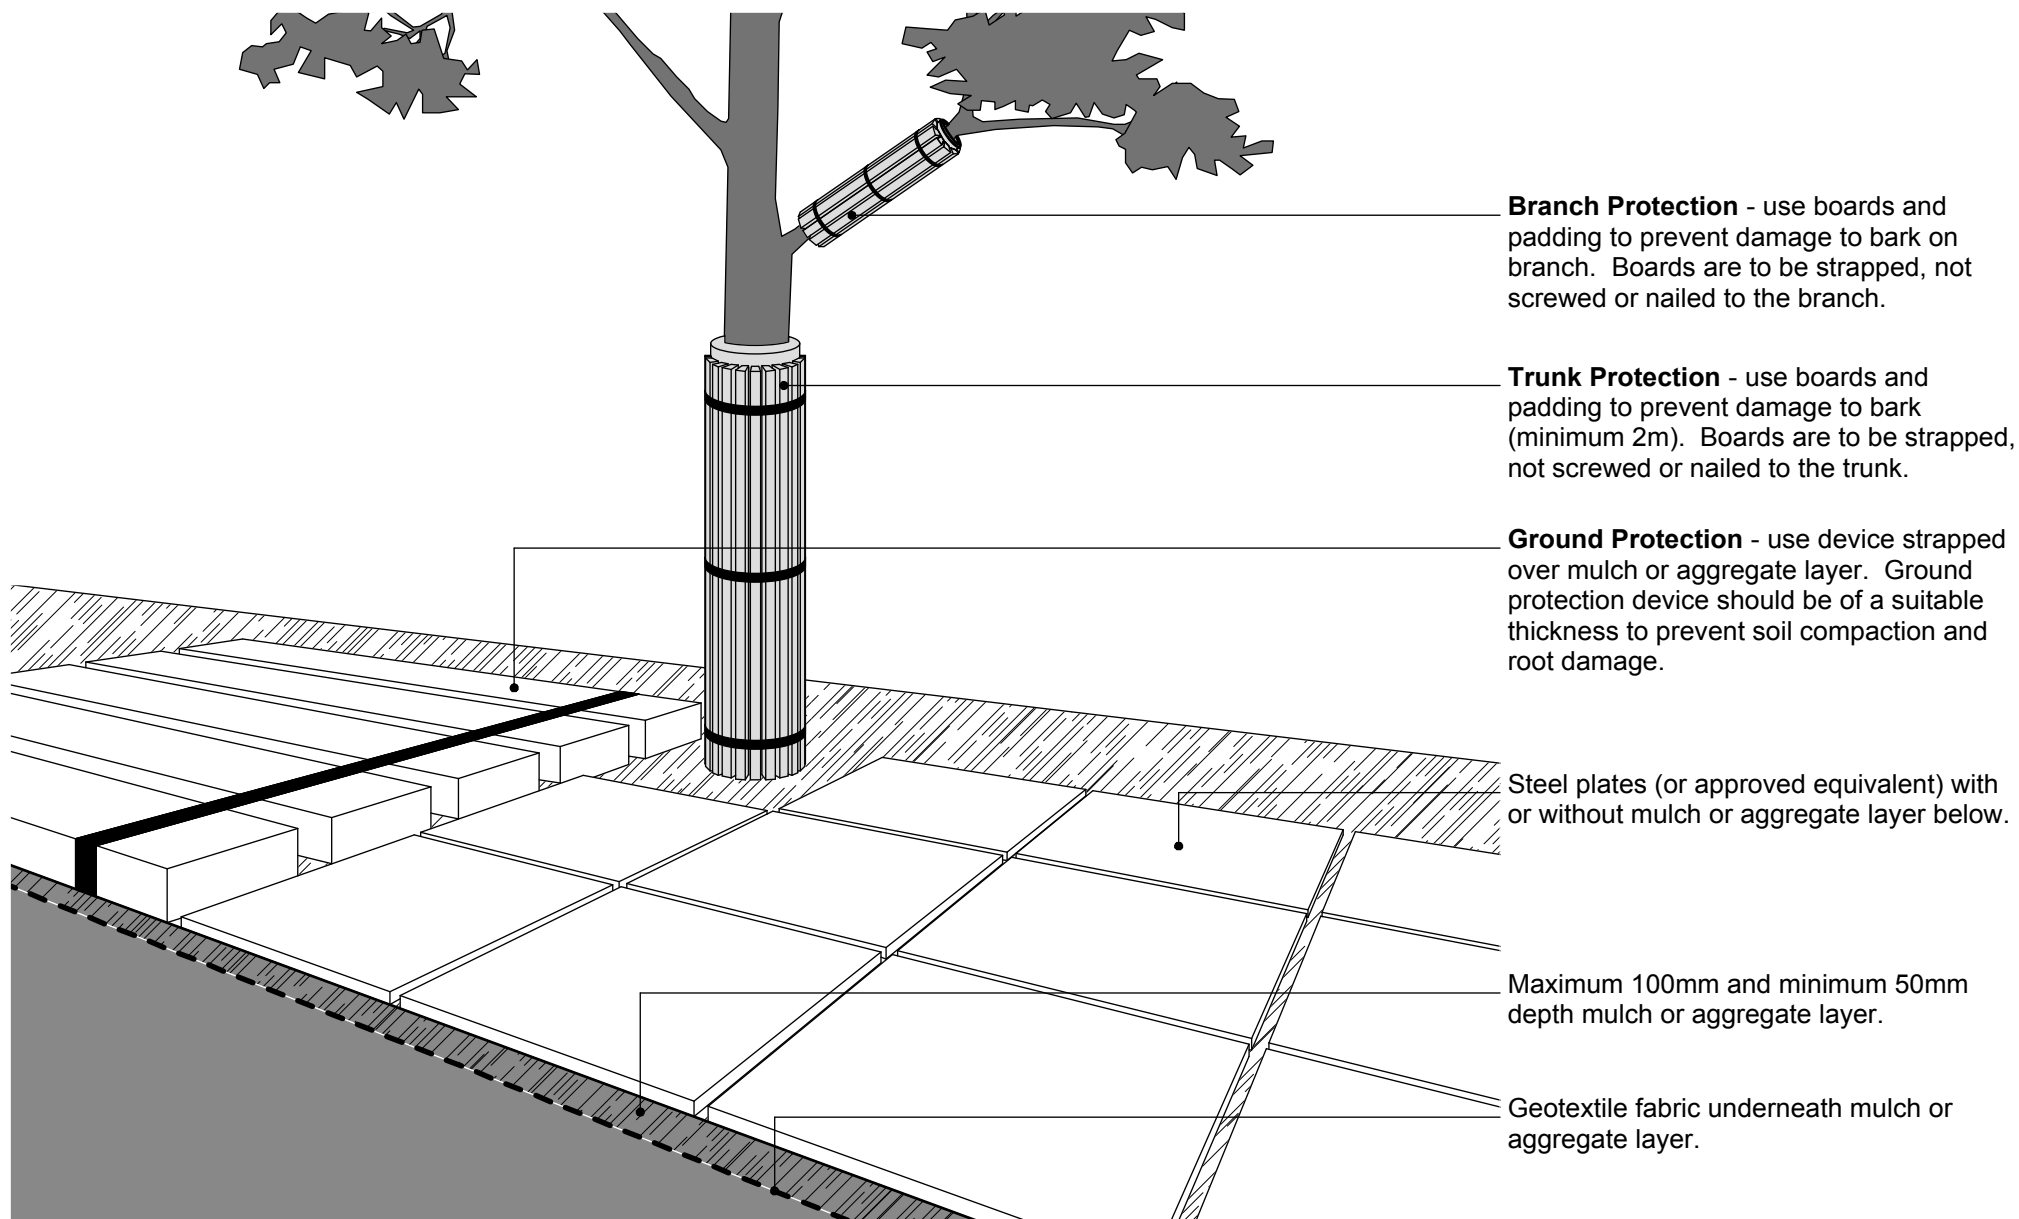 Branch Protection - use boards and
padding to prevent damage to bark on
branch. Boards are to be strapped, not
screwed or nailed to the branch.
Trunk Protection - use boards and
padding to prevent damage to bark
(minimum 2m). Boards are to be strapped,
not screwed or nailed to the trunk.
Ground Protection - use device strapped
over mulch or aggregate layer. Ground
protection device should be of a suitable
thickness to prevent soil compaction and
root damage.
Steel plates (or approved equivalent) with
or without mulch or aggregate layer below.
Maximum 100mm and minimum 50mm
depth mulch or aggregate layer.
Geotextile fabric underneath mulch or
aggregate layer.